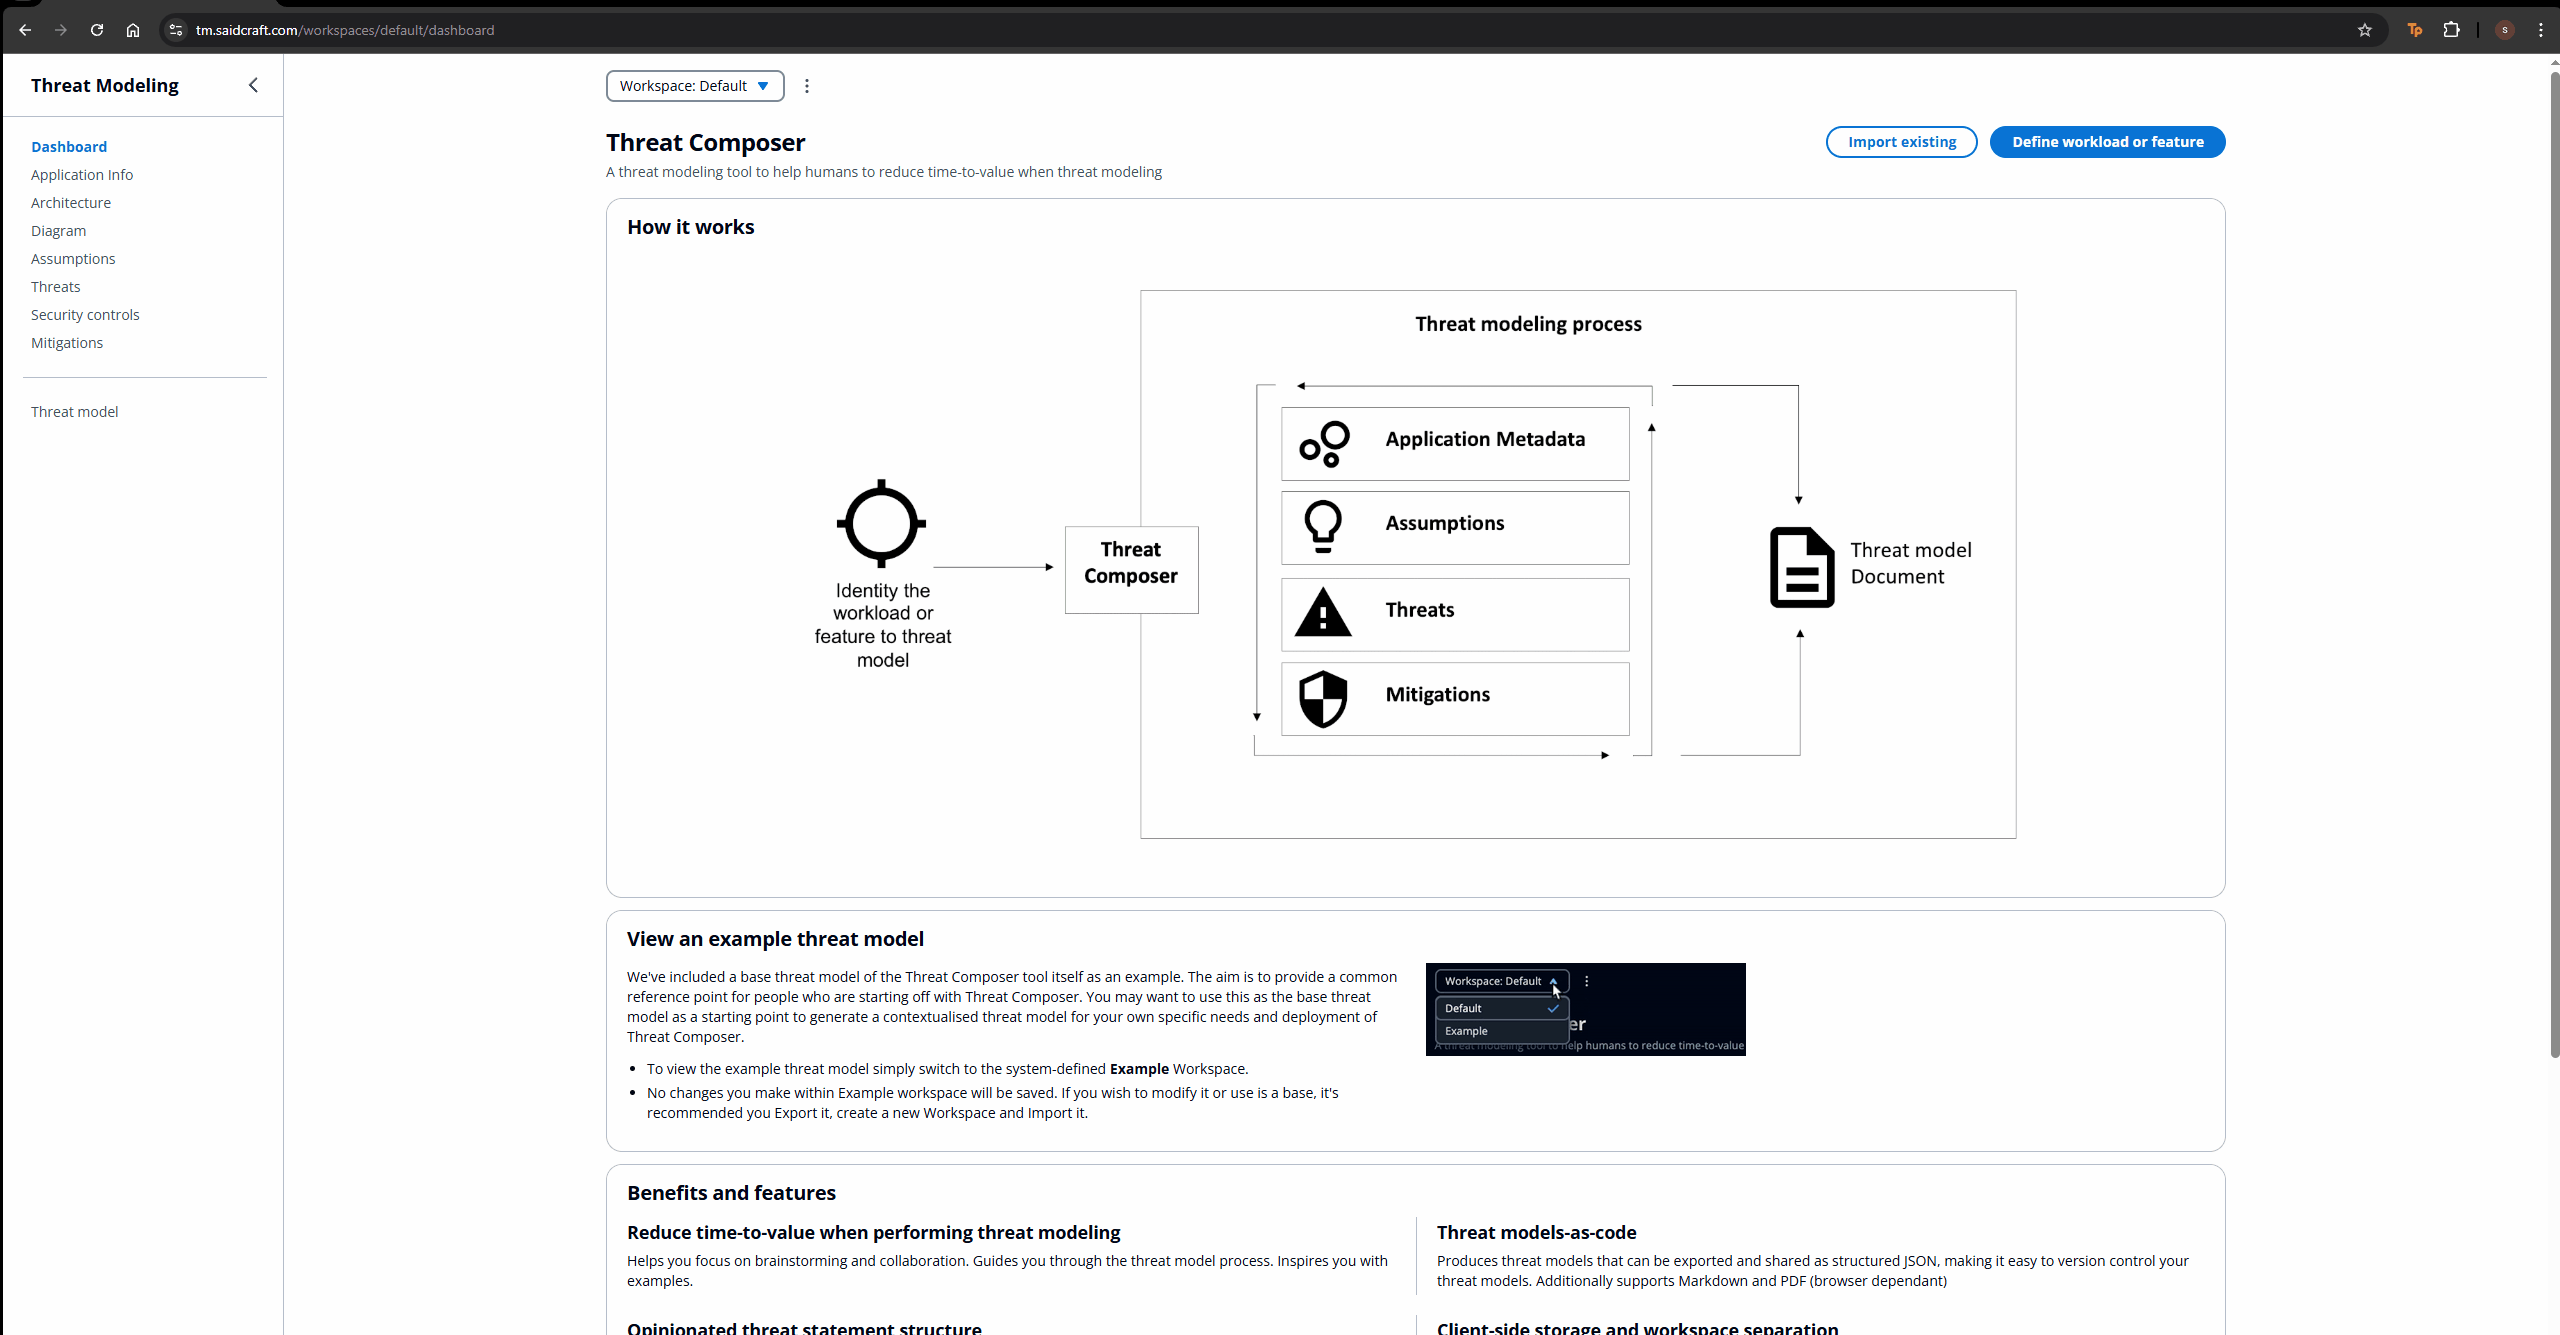 tm.saidcraft.com/workspaces/default/dashboard
Tp
S
Threat Modeling
Dashboard
Application Info
Architecture
Diagram
Assumptions
Threats
Security controls
Mitigations
Threat model
Workspace: Default
Threat Composer
A threat modeling tool to help humans to reduce time-to-value when threat modeling
Import existing
Define workload or feature
How it works
Threat modeling process
Identity the
workload or
feature to threat
model
Threat
Composer
Application Metadata
Assumptions
Threats
Mitigations
Threat model
Document
View an example threat model
We've included a base threat model of the Threat Composer tool itself as an example. The aim is to provide a common
reference point for people who are starting off with Threat Composer. You may want to use this as the base threat
model as a starting point to generate a contextualised threat model for your own specific needs and deployment of
Threat Composer.
• To view the example threat model simply switch to the system-defined Example Workspace.
• No changes you make within Example workspace will be saved. If you wish to modify it or use is a base, it's
recommended you Export it, create a new Workspace and Import it.
Workspace: Default
Default
Example
er
A threat modeling tool to help humans to reduce time-to-value
Benefits and features
Reduce time-to-value when performing threat modeling
Helps you focus on brainstorming and collaboration. Guides you through the threat model process. Inspires you with
examples.
Threat models-as-code
Produces threat models that can be exported and shared as structured JSON, making it easy to version control your
threat models. Additionally supports Markdown and PDF (browser dependant)
Opinionated threat statement structure
Client-side storage and workspace separation